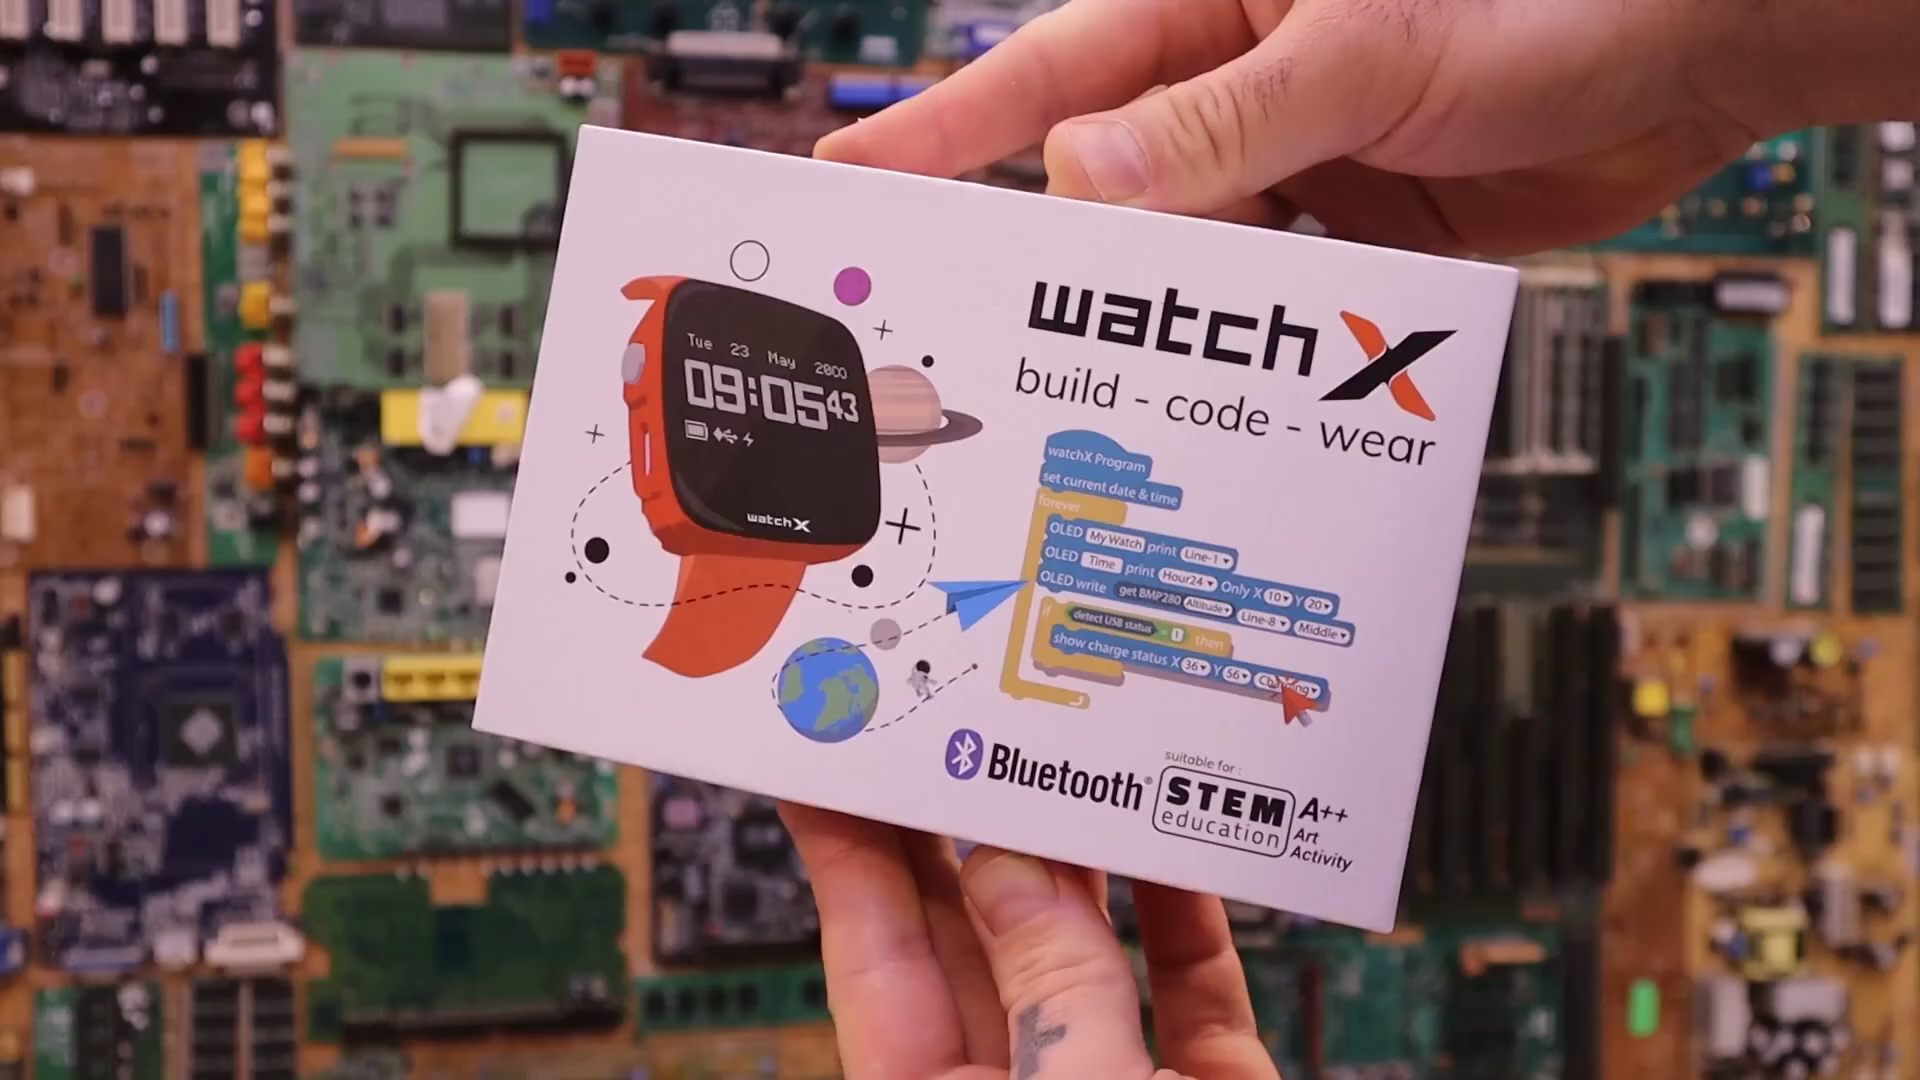 Tue 23 May 2000
09:05 43
watchX
watchX
build - code - wear
watchX Program
set current date & time
forever
OLED My Watch print Line-1
OLED Time print Hour24 Only X 10 Y 20
OLED write get BMP280 Altitude Line-8 Middle
if detect USB status = 1 then
show charge status X 36 Y 56 Charging
Bluetooth®
suitable for :
STEM
education
A++
Art
Activity